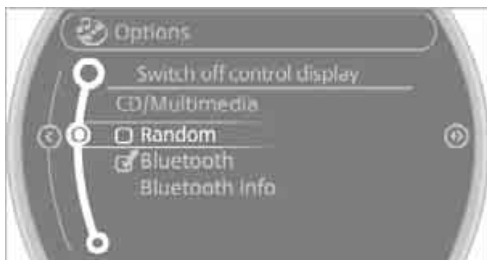 Options
Switch off control display
CD/Multimedia
Random
Bluetooth
Bluetooth info